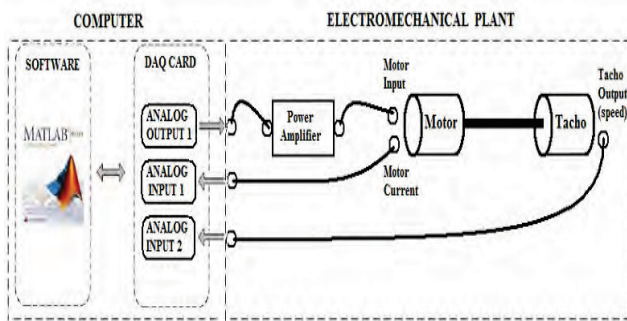 COMPUTER
ELECTROMECHANICAL PLANT
SOFTWARE
DAQ CARD
MATLAB
ANALOG
OUTPUT 1
ANALOG
INPUT 1
ANALOG
INPUT 2
Power
Amplifier
Motor
Input
Motor
Motor
Current
Tacho
Tacho
Output
(speed)